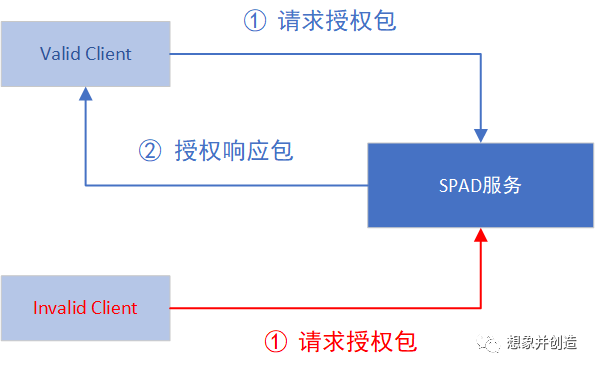 ① 请求授权包
Valid Client
② 授权响应包
SPAD服务
Invalid Client
① 请求授权包
想象并创造